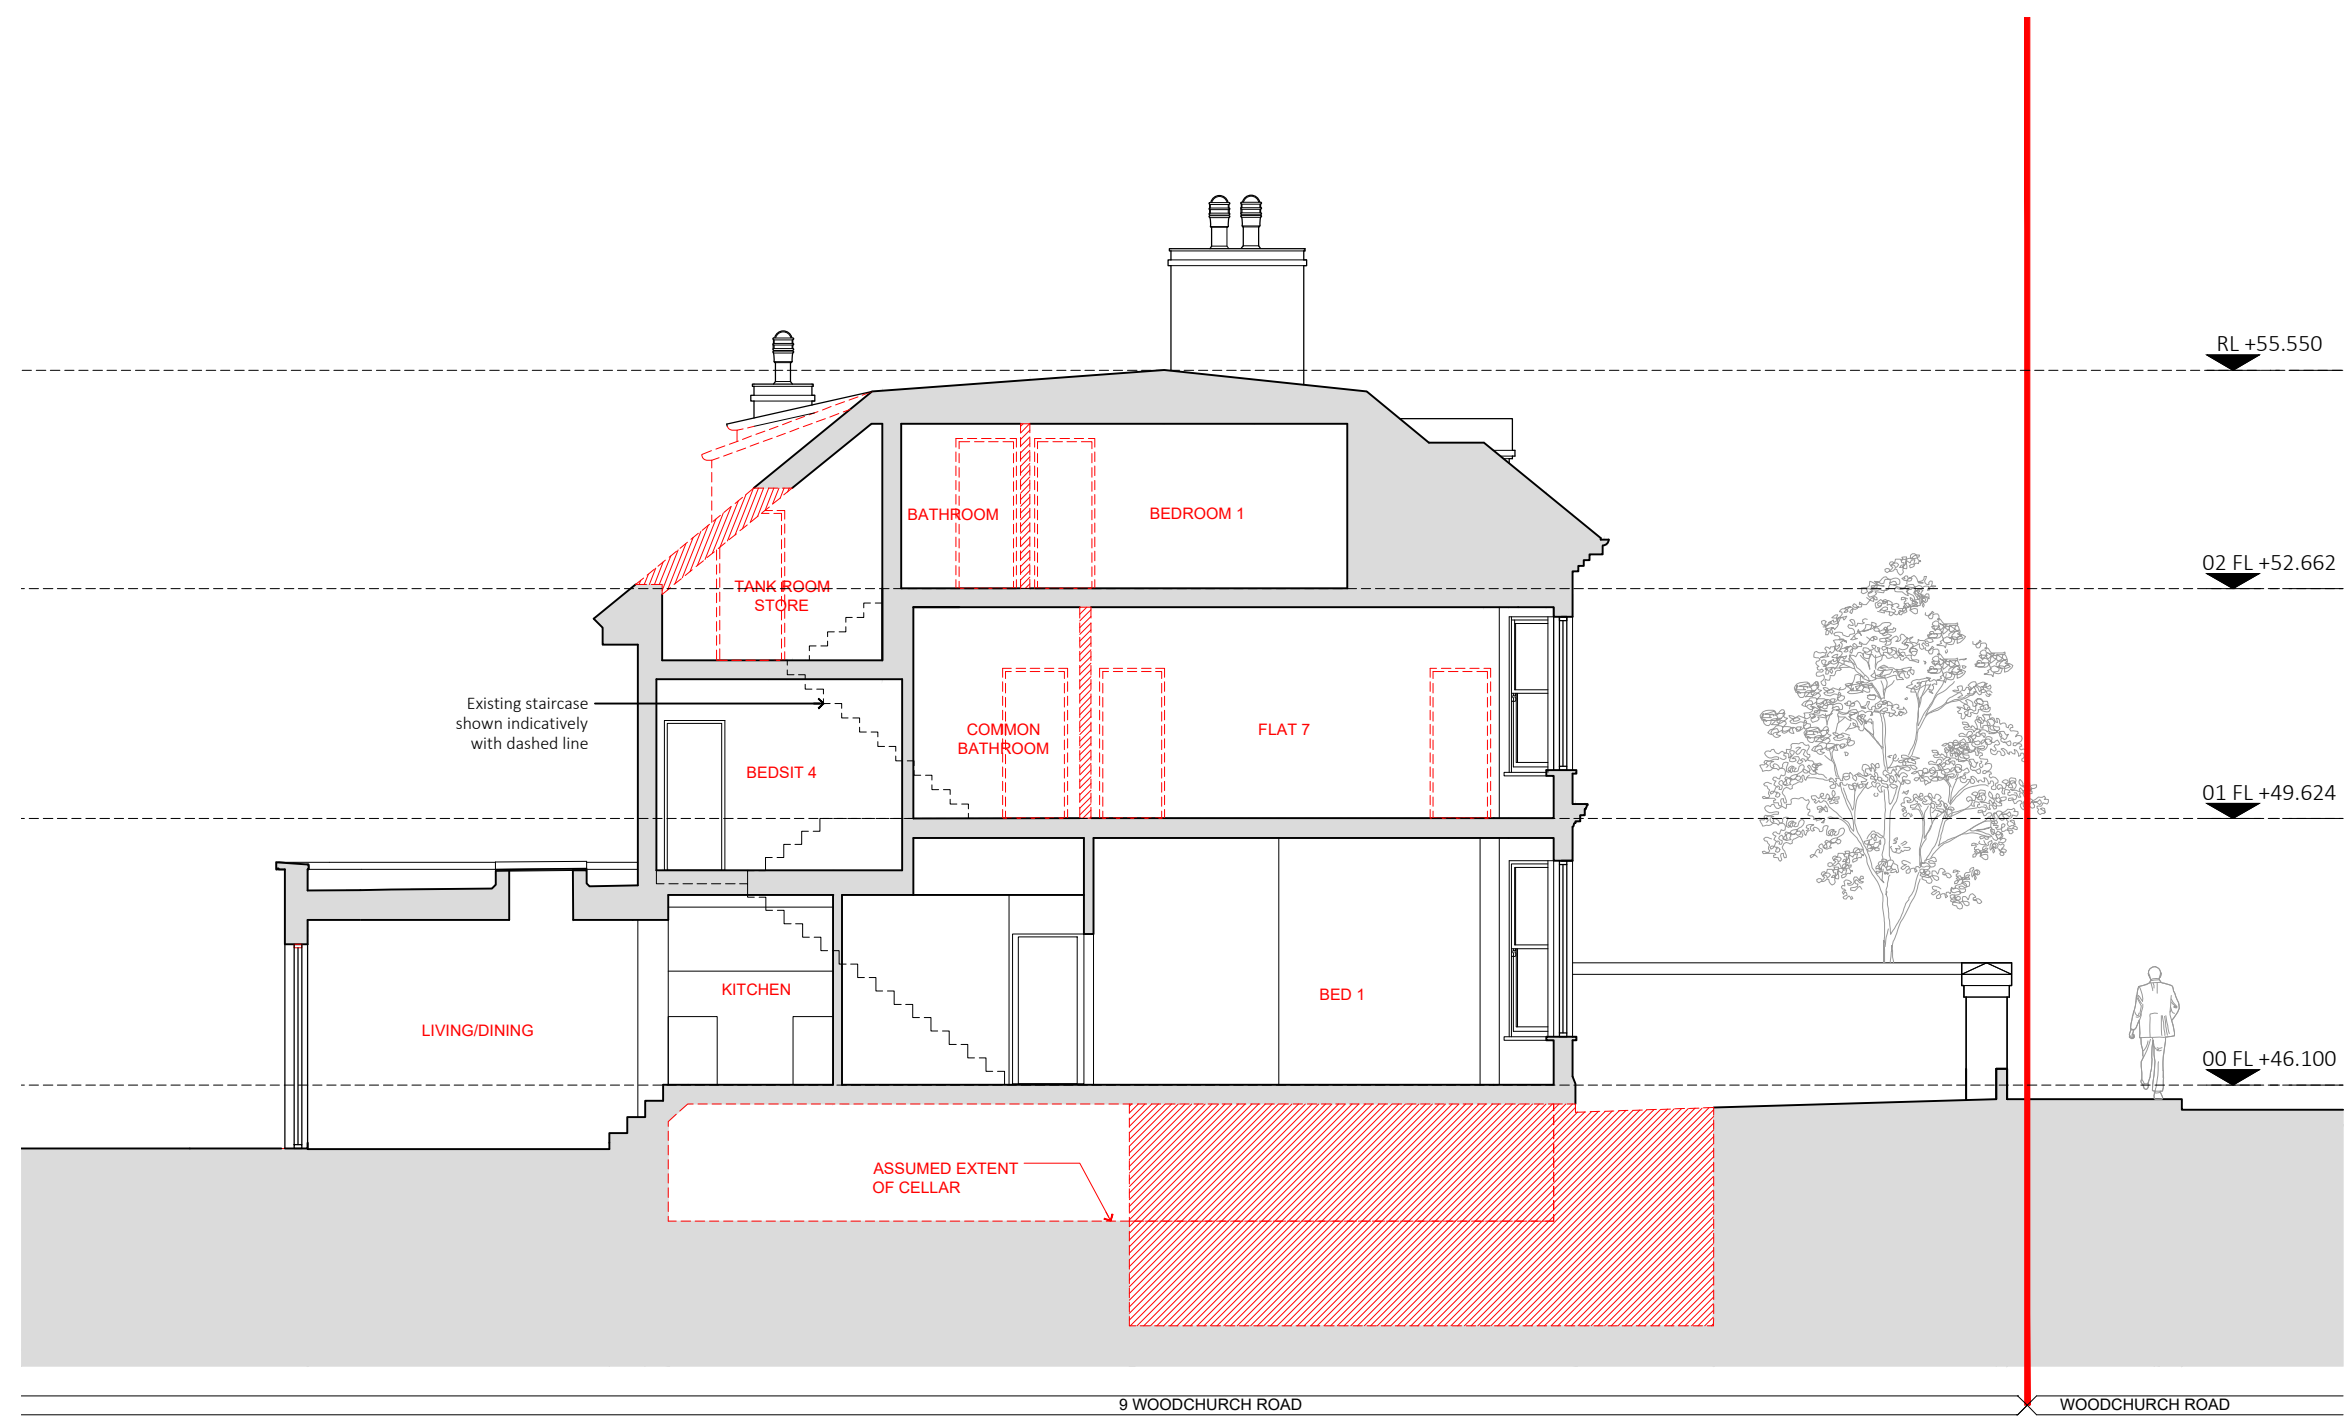 RL +55.550
BATHROOM
BEDROOM 1
02 FL +52.662
TANK ROOM
STORE
Existing staircase
shown indicatively
with dashed line
COMMON
BATHROOM
FLAT 7
BEDSIT 4
01 FL +49.624
KITCHEN
BED 1
LIVING/DINING
00 FL +46.100
ASSUMED EXTENT
OF CELLAR
9 WOODCHURCH ROAD
WOODCHURCH ROAD